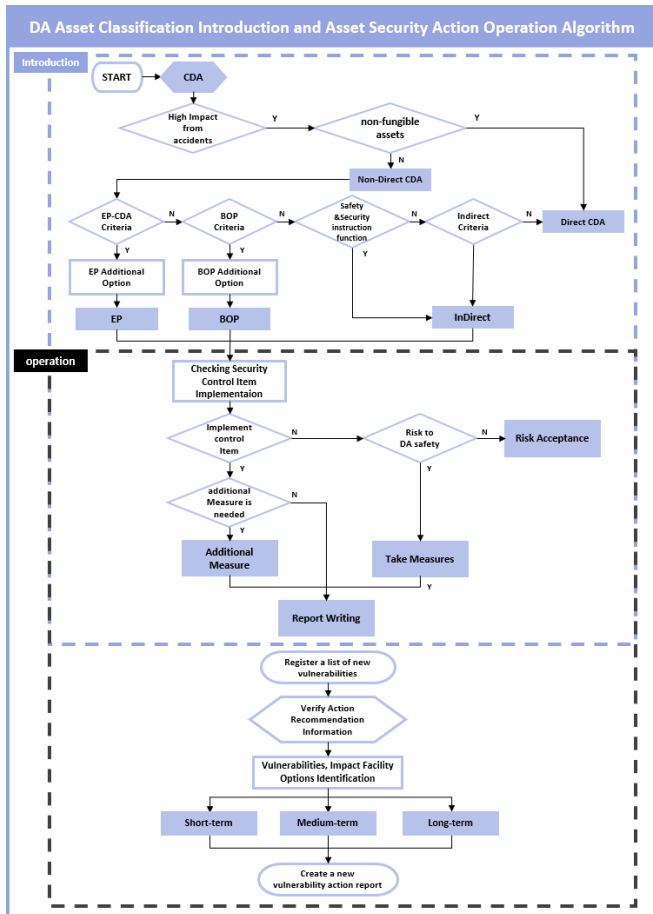 DA Asset Classification Introduction and Asset Security Action Operation Algorithm
Introduction
START
CDA
High Impact
from
accidents
Y
non-fungible
assets
Y
N
Non-Direct CDA
EP-CDA
Criteria
N
BOP
Criteria
N
Safety
&Security
instruction
function
N
Indirect
Criteria
N
Direct CDA
Y
Y
Y
EP Additional
Option
BOP Additional
Option
EP
BOP
InDirect
operation
Checking Security
Control Item
Implementaion
Implement
control
Item
N
Risk to
DA safety
N
Risk Acceptance
Y
Y
additional
Measure is
needed
N
Y
Additional
Measure
Take Measures
Y
Report Writing
Register a list of new
vulnerabilities
Verify Action
Recommendation
Information
Vulnerabilities, Impact Facility
Options Identification
Short-term
Medium-term
Long-term
Create a new
vulnerability action report